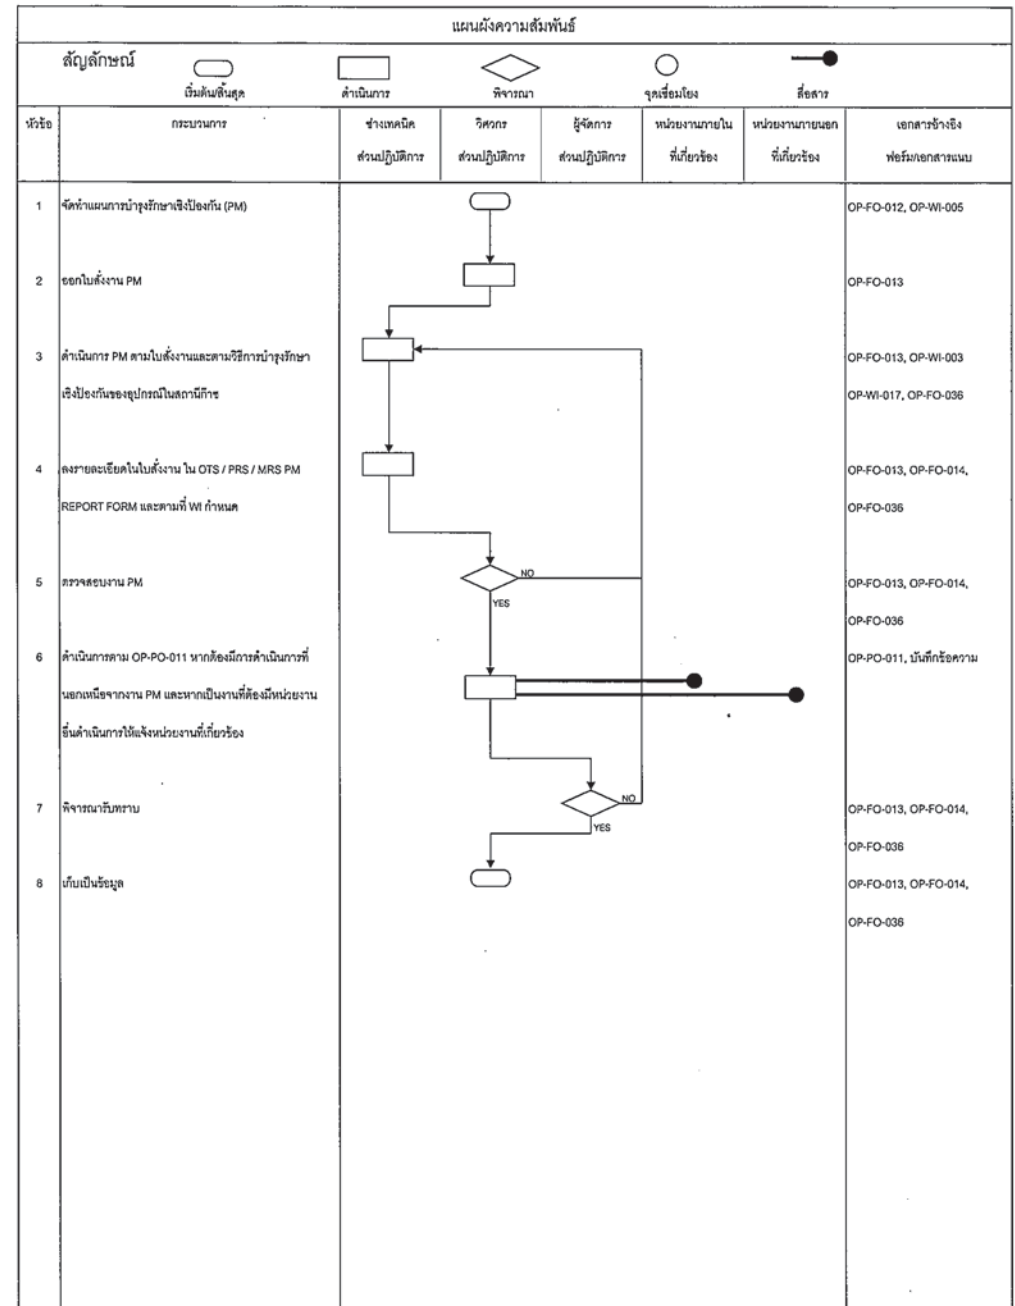 แผนผังความสัมพันธ์
สัญลักษณ์
เริ่มต้น/สิ้นสุด ดำเนินการ พิจารณา จุดเชื่อมโยง สื่อสาร
หัวข้อ กระบวนการ ช่างเทคนิค วิศวกร ผู้จัดการ หน่วยงานภายใน หน่วยงานภายนอก เอกสารอ้างอิง
ส่วนปฏิบัติการ ส่วนปฏิบัติการ ส่วนปฏิบัติการ ที่เกี่ยวข้อง ที่เกี่ยวข้อง ฟอร์ม/เอกสารแนบ
1 จัดทำแผนการบำรุงรักษาเชิงป้องกัน (PM) OP-FO-012, OP-WI-005
2 ออกใบสั่งงาน PM OP-FO-013
3 ดำเนินการ PM ตามใบสั่งงานและตามวิธีการบำรุงรักษา OP-FO-013, OP-WI-003
เชิงป้องกันของอุปกรณ์ในสถานีก๊าซ OP-WI-017, OP-FO-036
4 ลงรายละเอียดในใบสั่งงาน ใน OTS / PRS / MRS PM OP-FO-013, OP-FO-014,
REPORT FORM และตามที่ WI กำหนด OP-FO-036
5 ตรวจสอบงาน PM NO OP-FO-013, OP-FO-014,
YES OP-FO-036
6 ดำเนินการตาม OP-PO-011 หากต้องมีการดำเนินการที่ OP-PO-011, บันทึกข้อความ
นอกเหนือจากงาน PM และหากเป็นงานที่ต้องมีหน่วยงาน
อื่นดำเนินการให้แจ้งหน่วยงานที่เกี่ยวข้อง
7 พิจารณารับทราบ NO OP-FO-013, OP-FO-014,
YES OP-FO-036
8 เก็บเป็นข้อมูล OP-FO-013, OP-FO-014,
OP-FO-036